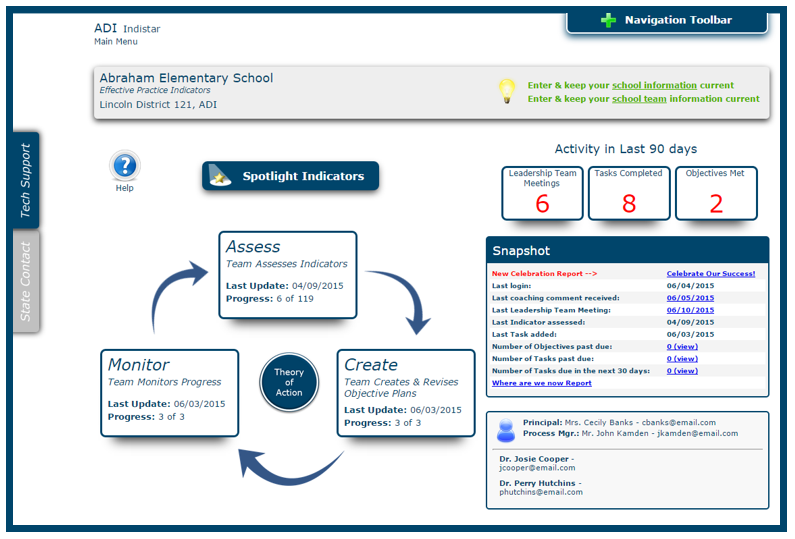 ADI Indistar
Main Menu
Navigation Toolbar
Abraham Elementary School
Effective Practice Indicators
Lincoln District 121, ADI
Enter & keep your school information current
Enter & keep your school team information current
Tech Support
State Contact
?
Help
Spotlight Indicators
Activity in Last 90 days
Leadership Team
Meetings
6
Tasks Completed
8
Objectives Met
2
Assess
Team Assesses Indicators
Last Update: 04/09/2015
Progress: 6 of 119
Monitor
Team Monitors Progress
Last Update: 06/03/2015
Progress: 3 of 3
Theory
of
Action
Create
Team Creates & Revises
Objective Plans
Last Update: 06/03/2015
Progress: 3 of 3
Snapshot
New Celebration Report --> Celebrate Our Success!
Last login: 06/04/2015
Last coaching comment received: 06/05/2015
Last Leadership Team Meeting: 06/10/2015
Last Indicator assessed: 04/09/2015
Last Task added: 06/03/2015
Number of Objectives past due: 0 (view)
Number of Tasks past due: 0 (view)
Number of Tasks due in the next 30 days: 0 (view)
Where are we now Report
Principal: Mrs. Cecily Banks - cbanks@email.com
Process Mgr.: Mr. John Kamden - jkamden@email.com
Dr. Josie Cooper -
jcooper@email.com
Dr. Perry Hutchins -
phutchins@email.com